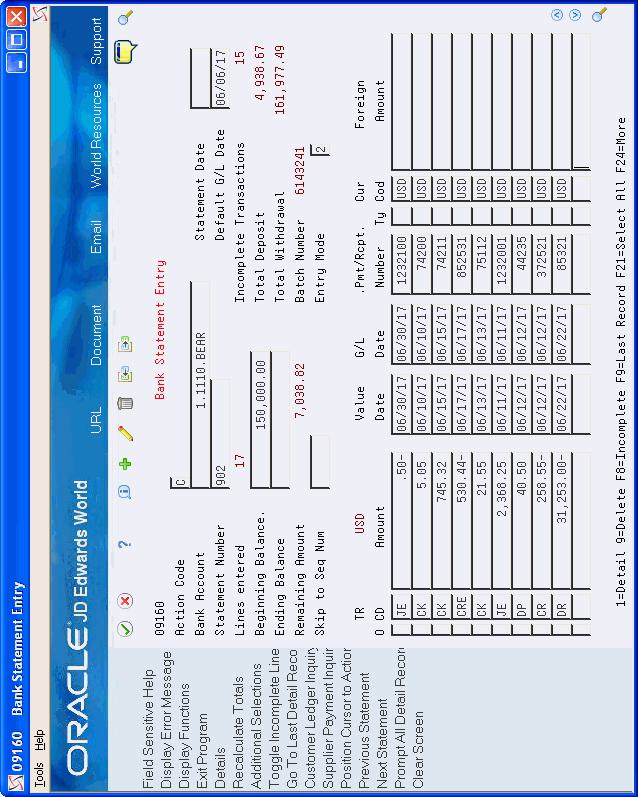 09160 Bank Statement Entry
Tools Help
ORACLE JD Edwards World
URL Document Email World Resources Support
Field Sensitive Help
Display Error Message
Display Functions
Exit Program
Details
Recalculate Totals
Additional Selections
Toggle Incomplete Line
Go To Last Detail Reco
Customer Ledger Inquiry
Supplier Payment Inquir
Position Cursor to Action
Previous Statement
Next Statement
Prompt All Detail Recon
Clear Screen
09160 Bank Statement Entry
Action Code C
Bank Account 1.1110.BEAR Statement Date
Statement Number 902 Default G/L Date 06/06/17
Lines entered 17 Incomplete Transactions 15
Beginning Balance. 150,000.00 Total Deposit 4,938.67
Ending Balance Total Withdrawal 161,977.49
Remaining Amount 7,038.82 Batch Number 6143241
Skip to Seq Num Entry Mode 2
TR USD Value G/L .Pmt/Rcpt. Cur Foreign
O CD Amount Date Date Number Ty Cod Amount
JE .50- 06/30/17 06/30/17 1232100 USD
CK 5.05 06/10/17 06/10/17 74200 USD
CK 745.32 06/15/17 06/15/17 74211 USD
CRE 530.44- 06/17/17 06/17/17 852531 USD
CK 21.55 06/13/17 06/13/17 75112 USD
JE 2,368.25 06/11/17 06/11/17 1232001 USD
DP 40.50 06/12/17 06/12/17 44235 USD
CR 258.55- 06/12/17 06/12/17 372521 USD
DR 31,253.00- 06/22/17 06/22/17 85321 USD
1=Detail 9=Delete F8=Incomplete F9=Last Record F21=Select All F24=More